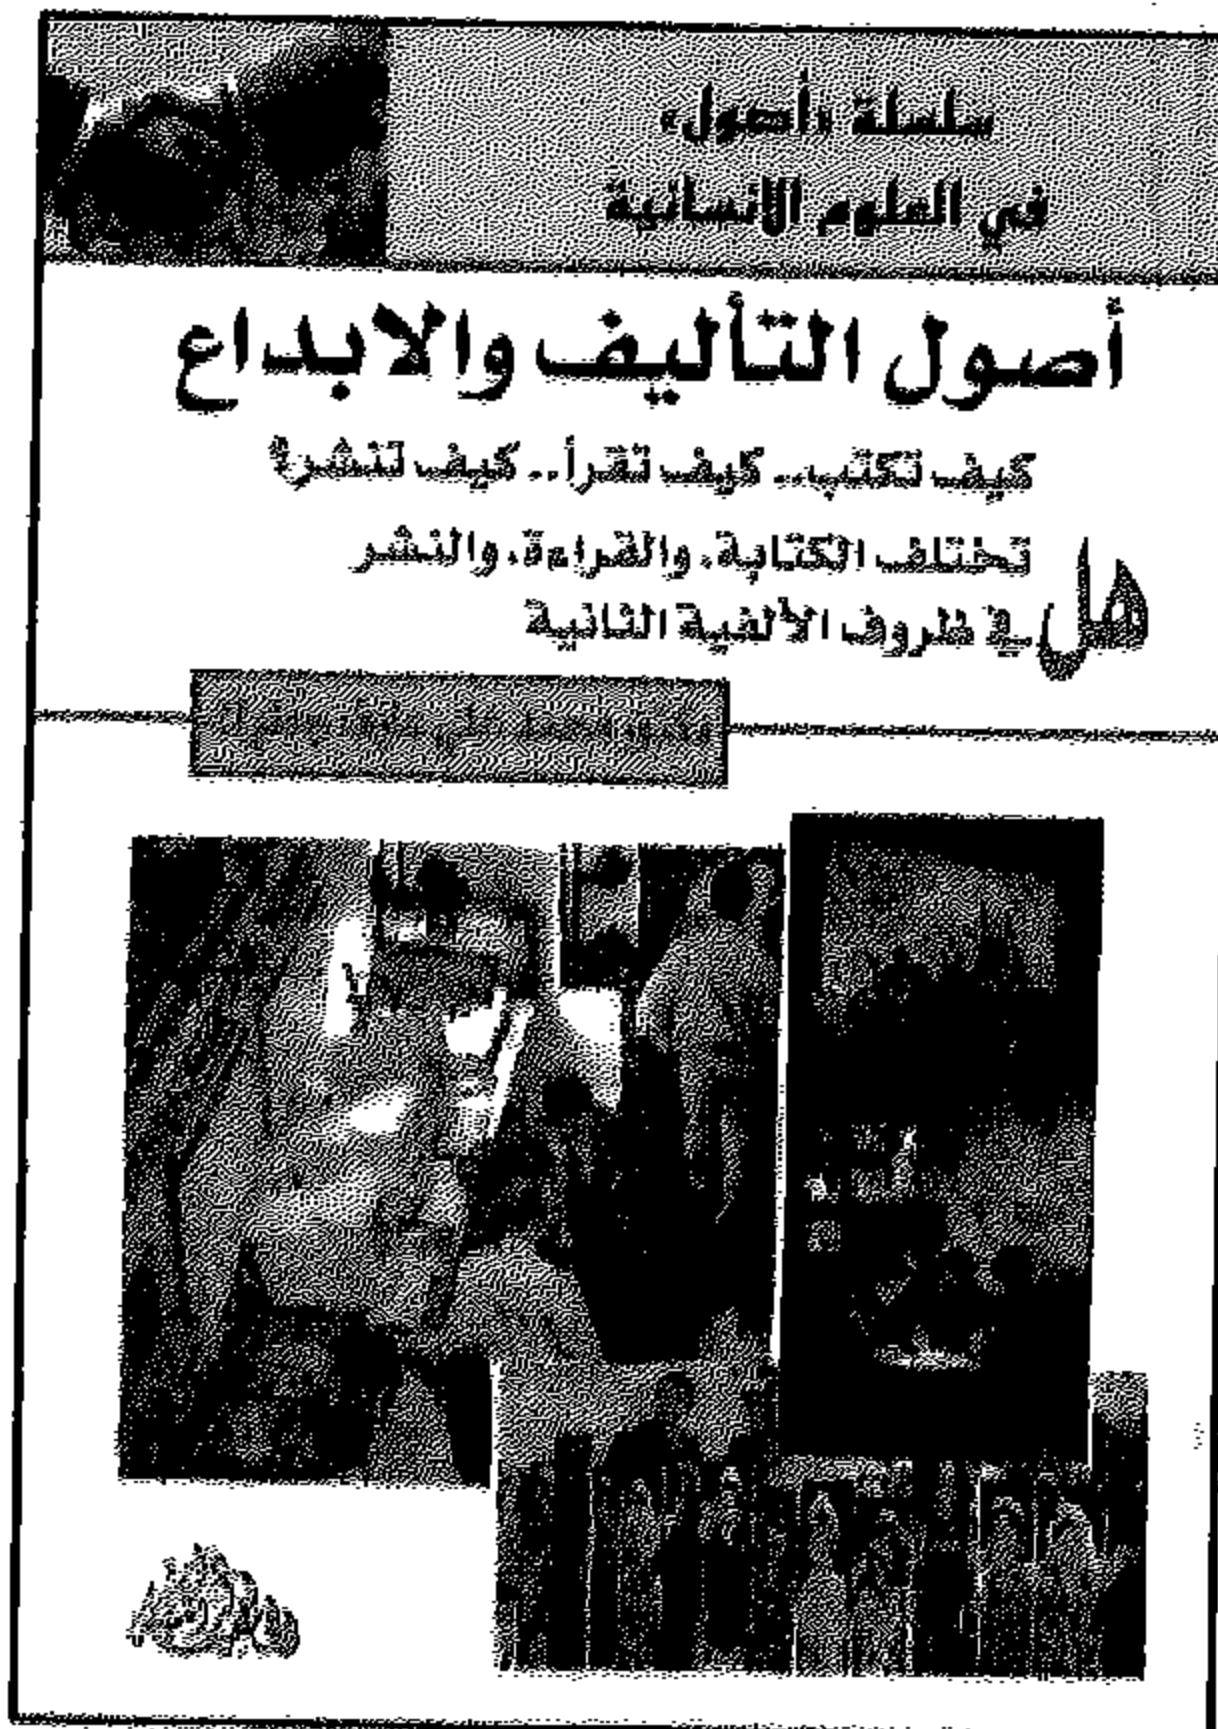 سلسلة «أصول»
في العلوم الانسانية
أصول التأليف والابداع
كيف تكتب.. كيف تقرأ.. كيف تنشر؟
هل تختلف الكتابة، والقراءة، والنشر
في ظروف الألفية الثانية